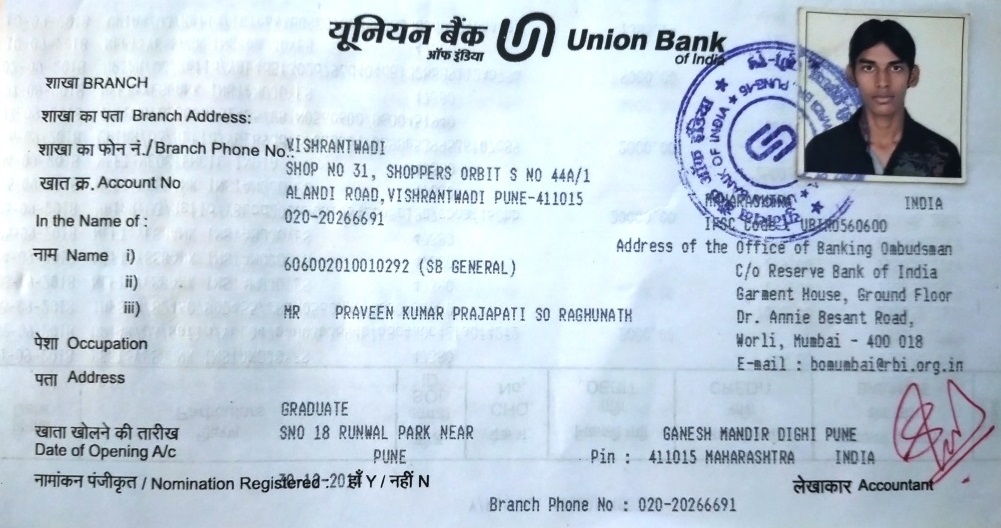 यूनियन बैंक
ऑफ इंडिया
Union Bank
of India
शाखा BRANCH
शाखा का पता Branch Address:
शाखा का फोन नं./Branch Phone No.:
VISHRANTWADI
SHOP NO 31, SHOPPERS ORBIT S NO 44A/1
खात क्र. Account No
ALANDI ROAD,VISHRANTWADI PUNE-411015
MAHARASHTRA INDIA
In the Name of :
020-20266691
IFSC Code : UBIN0560600
Address of the Office of Banking Ombudsman
नाम Name i)
606002010010292 (SB GENERAL)
C/o Reserve Bank of India
ii)
Garment House, Ground Floor
iii)
MR PRAVEEN KUMAR PRAJAPATI SO RAGHUNATH
Dr. Annie Besant Road,
पेशा Occupation
Worli, Mumbai - 400 018
E-mail : bomumbai@rbi.org.in
पता Address
GRADUATE
खाता खोलने की तारीख
SNO 18 RUNWAL PARK NEAR GANESH MANDIR DIGHI PUNE
Date of Opening A/c
PUNE Pin : 411015 MAHARASHTRA INDIA
नामांकन पंजीकृत / Nomination Registered : हाँ Y / नहीं N
लेखाकार Accountant
Branch Phone No : 020-20266691
BANK OF INDIA